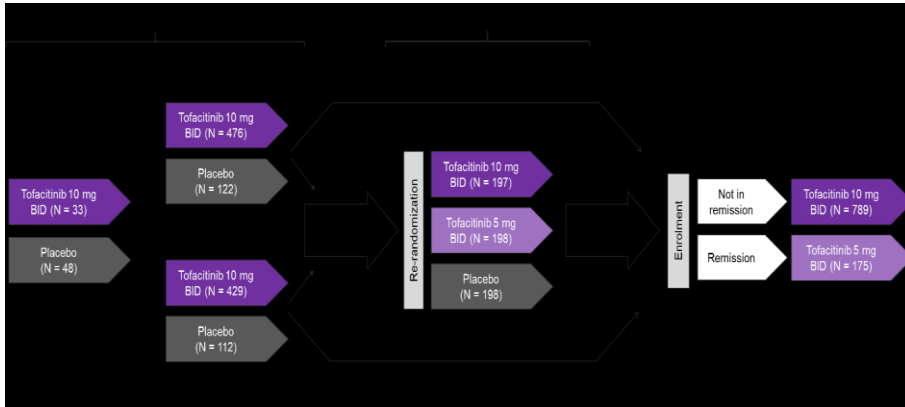 Tofacitinib 10 mg
BID (N = 33)
Placebo
(N = 48)
Tofacitinib 10 mg
BID (N = 476)
Placebo
(N = 122)
Tofacitinib 10 mg
BID (N = 429)
Placebo
(N = 112)
Re-randomization
Tofacitinib 10 mg
BID (N = 197)
Tofacitinib 5 mg
BID (N = 198)
Placebo
(N = 198)
Enrolment
Not in
remission
Remission
Tofacitinib 10 mg
BID (N = 789)
Tofacitinib 5 mg
BID (N = 175)